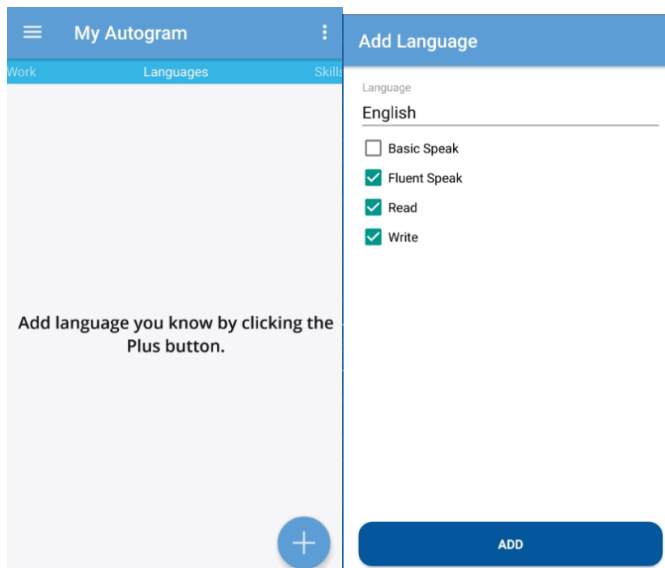 My Autogram
Work Languages Skills
Add language you know by clicking the
Plus button.
Add Language
Language
English
Basic Speak
Fluent Speak
Read
Write
ADD